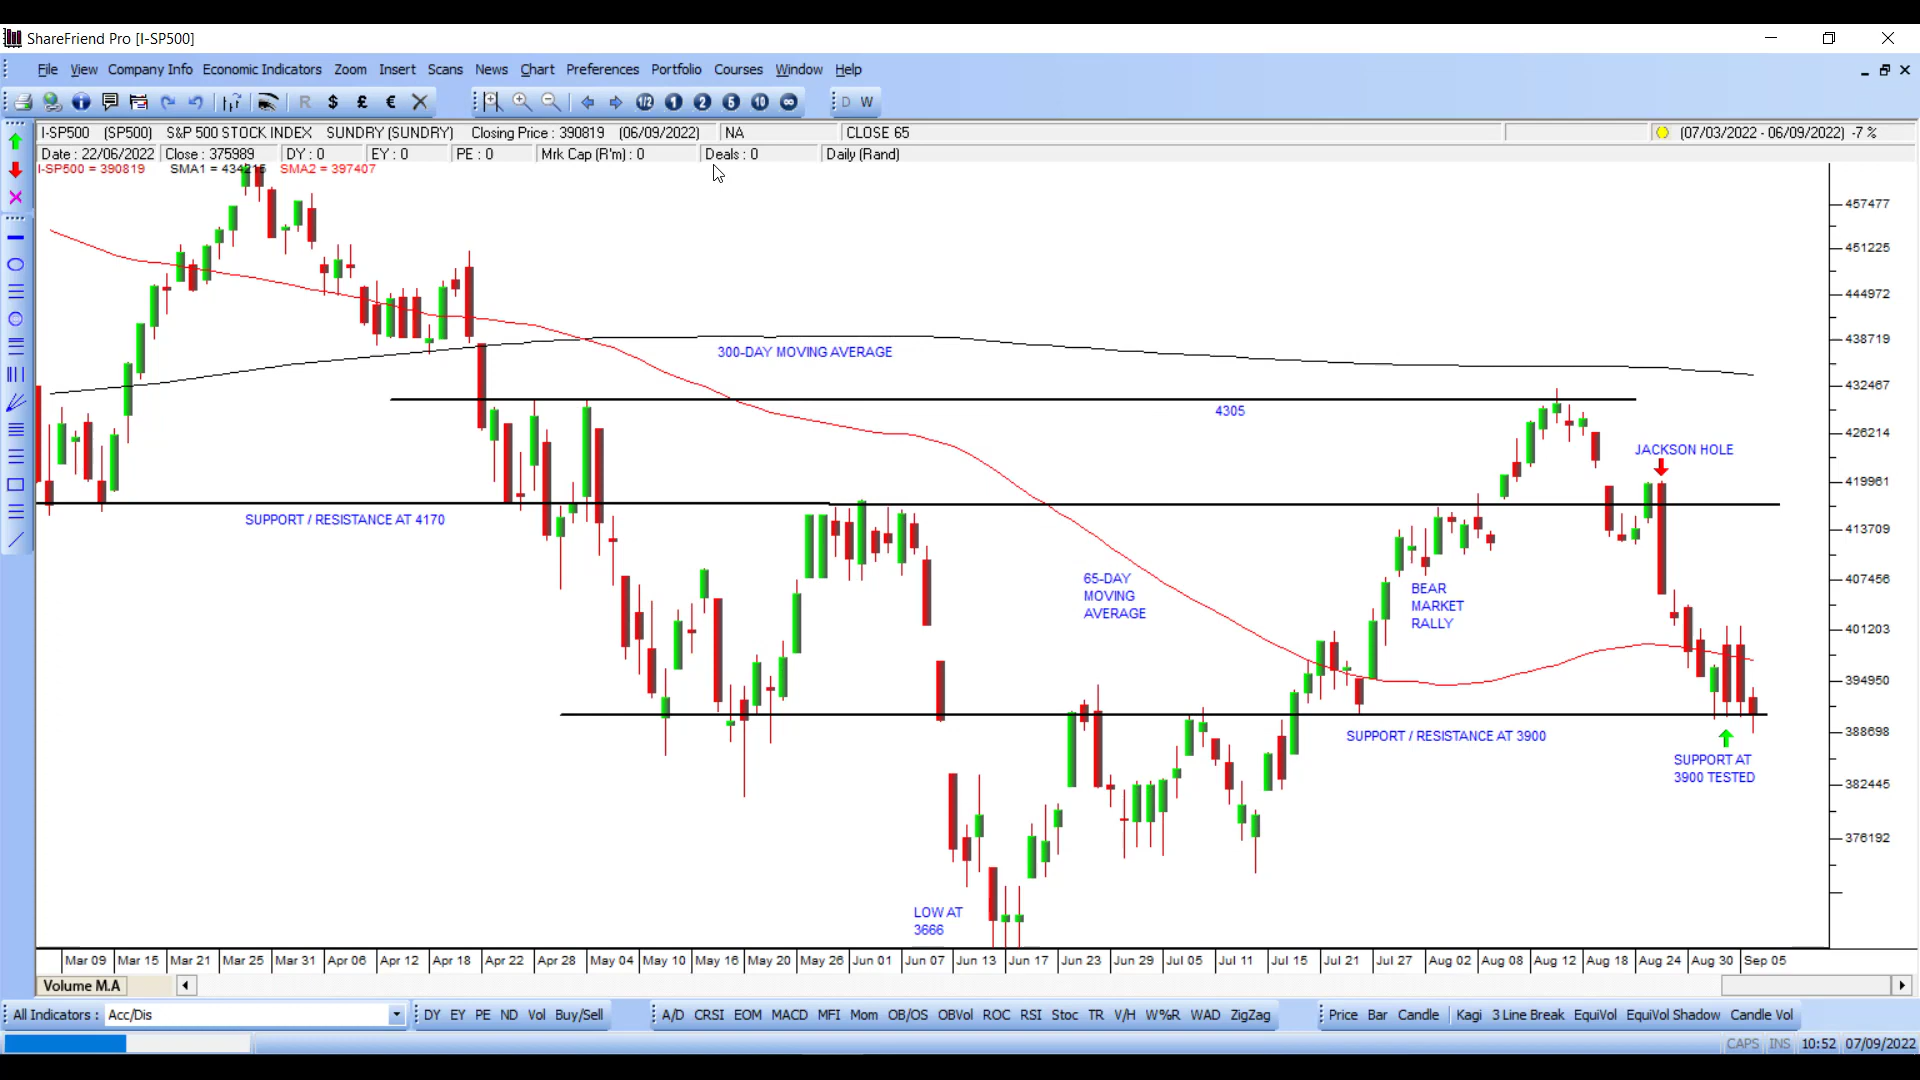 ShareFriend Pro [I-SP500]
File View Company Info Economic Indicators Zoom Insert Scans News Chart Preferences Portfolio Courses Window Help
R $ £ € 1/2 1 2 5 10 ∞ D W
I-SP500 (SP500) S&P 500 STOCK INDEX SUNDRY (SUNDRY) Closing Price : 390819 (06/09/2022) NA CLOSE 65 (07/03/2022 - 06/09/2022) -7 %
Date : 22/06/2022 Close : 375989 DY : 0 EY : 0 PE : 0 Mrk Cap (R'm) : 0 Deals : 0 Daily (Rand)
I-SP500 = 390819 SMA1 = 434215 SMA2 = 397407
457477
451225
444972
438719
300-DAY MOVING AVERAGE
432467
4305
426214
JACKSON HOLE
419961
SUPPORT / RESISTANCE AT 4170
413709
407456
65-DAY
MOVING
AVERAGE
BEAR
MARKET
RALLY
401203
394950
388698
SUPPORT / RESISTANCE AT 3900
SUPPORT AT
3900 TESTED
382445
376192
LOW AT
3666
Mar 09 Mar 15 Mar 21 Mar 25 Mar 31 Apr 06 Apr 12 Apr 18 Apr 22 Apr 28 May 04 May 10 May 16 May 20 May 26 Jun 01 Jun 07 Jun 13 Jun 17 Jun 23 Jun 29 Jul 05 Jul 11 Jul 15 Jul 21 Jul 27 Aug 02 Aug 08 Aug 12 Aug 18 Aug 24 Aug 30 Sep 05
Volume M.A
All Indicators : Acc/Dis DY EY PE ND Vol Buy/Sell A/D CRSI EOM MACD MFI Mom OB/OS OBVol ROC RSI Stoc TR V/H W%R WAD ZigZag Price Bar Candle Kagi 3 Line Break EquiVol EquiVol Shadow Candle Vol
CAPS INS 10:52 07/09/2022